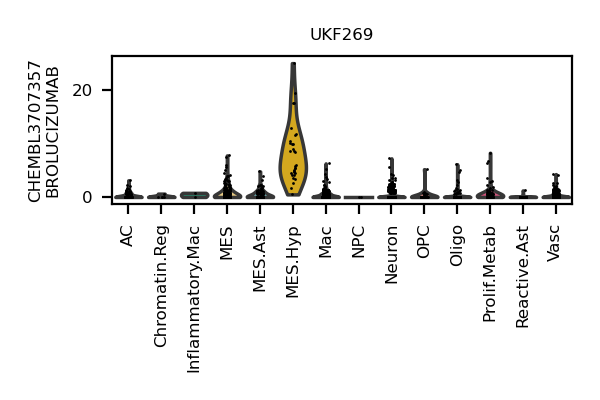 UKF269
CHEMBL3707357
BROLUCIZUMAB
20
0
AC
Chromatin.Reg
Inflammatory.Mac
MES
MES.Ast
MES.Hyp
Mac
NPC
Neuron
OPC
Oligo
Prolif.Metab
Reactive.Ast
Vasc